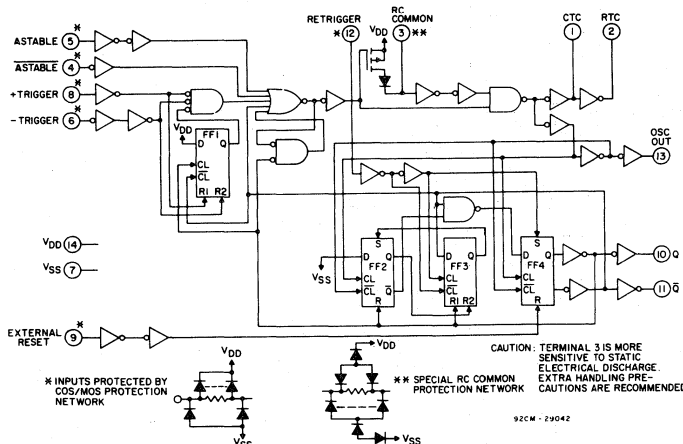 RETRIGGER
* 12
VDD
RC
COMMON
3 **
CTC
1
RTC
2
ASTABLE 5 *
ASTABLE 4 *
+TRIGGER 8 *
-TRIGGER 6 *
VDD
FF1
D Q
CL
CL
R1 R2
OSC
OUT
13
S
D Q
FF2
CL
CL Q
R
VSS
D Q
FF3
CL
CL
R1 R2
S
D Q
FF4
CL
CL Q
R
10 Q
11 Q̅
VDD 14
VSS 7
EXTERNAL
RESET 9 *
* INPUTS PROTECTED BY
COS/MOS PROTECTION
NETWORK
VDD
VSS
VDD
** SPECIAL RC COMMON
PROTECTION NETWORK
VSS
CAUTION: TERMINAL 3 IS MORE
SENSITIVE TO STATIC
ELECTRICAL DISCHARGE.
EXTRA HANDLING PRE-
CAUTIONS ARE RECOMMENDED
92CM - 29042